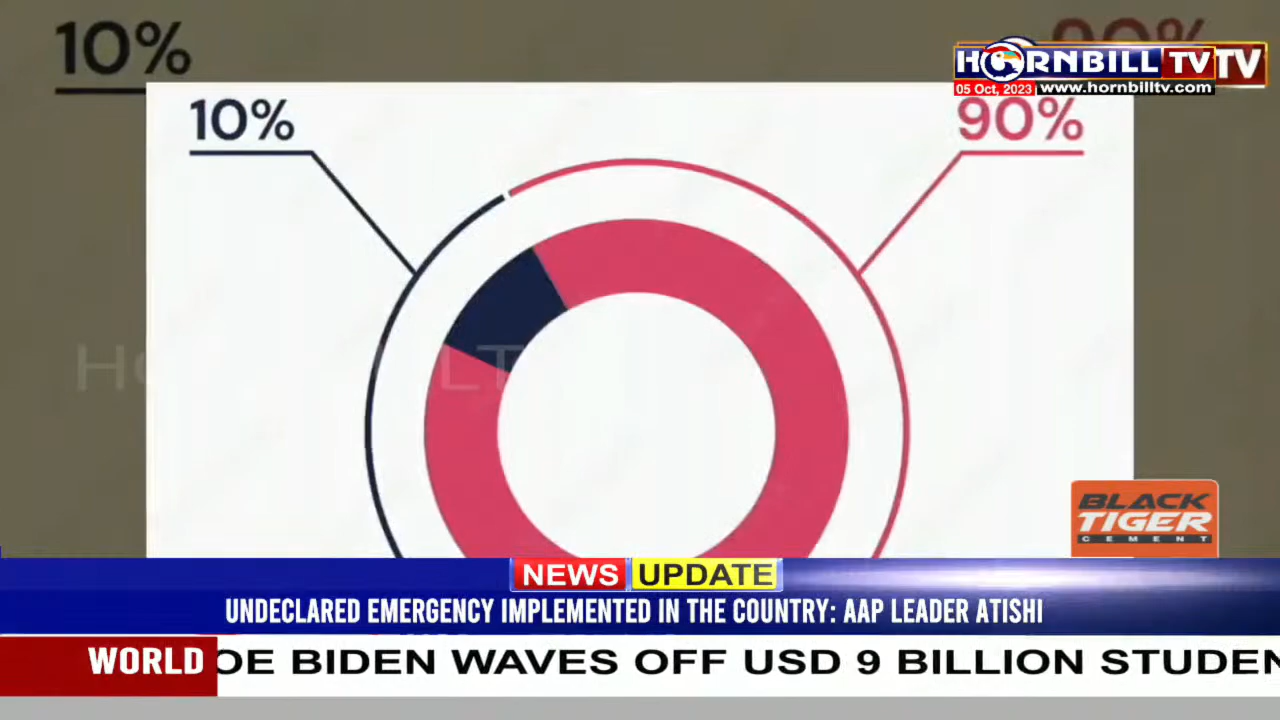 10%
HORNBILL TV TV
05 Oct, 2023 www.hornbilltv.com
10%
90%
BLACK
TIGER
CEMENT
NEWS UPDATE
UNDECLARED EMERGENCY IMPLEMENTED IN THE COUNTRY: AAP LEADER ATISHI
WORLD OE BIDEN WAVES OFF USD 9 BILLION STUDEN